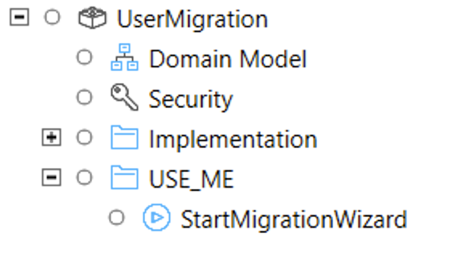 UserMigration
Domain Model
Security
Implementation
USE_ME
StartMigrationWizard